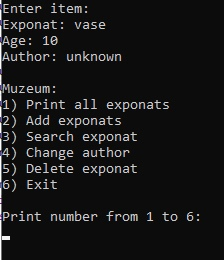 Enter item:
Exponat: vase
Age: 10
Author: unknown
Muzeum:
1) Print all exponats
2) Add exponats
3) Search exponat
4) Change author
5) Delete exponat
6) Exit
Print number from 1 to 6: